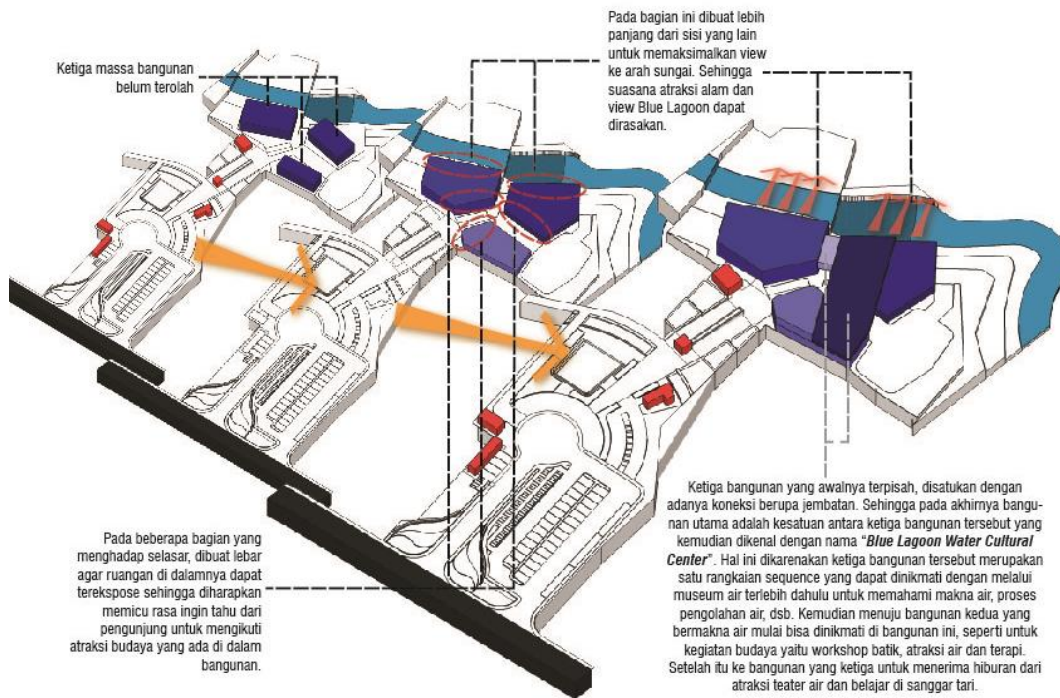 Ketiga massa bangunan
belum terolah
Pada bagian ini dibuat lebih
panjang dari sisi yang lain
untuk memaksimalkan view
ke arah sungai. Sehingga
suasana atraksi alam dan
view Blue Lagoon dapat
dirasakan.
Pada beberapa bagian yang
menghadap selasar, dibuat lebar
agar ruangan di dalamnya dapat
terekspose sehingga diharapkan
memicu rasa ingin tahu dari
pengunjung untuk mengikuti
atraksi budaya yang ada di dalam
bangunan.
Ketiga bangunan yang awalnya terpisah, disatukan dengan
adanya koneksi berupa jembatan. Sehingga pada akhirnya bangu-
nan utama adalah kesatuan antara ketiga bangunan tersebut yang
kemudian dikenal dengan nama “Blue Lagoon Water Cultural
Center”. Hal ini dikarenakan ketiga bangunan tersebut merupakan
satu rangkaian sequence yang dapat dinikmati dengan melalui
museum air terlebih dahulu untuk memahami makna air, proses
pengolahan air, dsb. Kemudian menuju bangunan kedua yang
bermakna air mulai bisa dinikmati di bangunan ini, seperti untuk
kegiatan budaya yaitu workshop batik, atraksi air dan terapi.
Setelah itu ke bangunan yang ketiga untuk menerima hiburan dari
atraksi teater air dan belajar di sanggar tari.